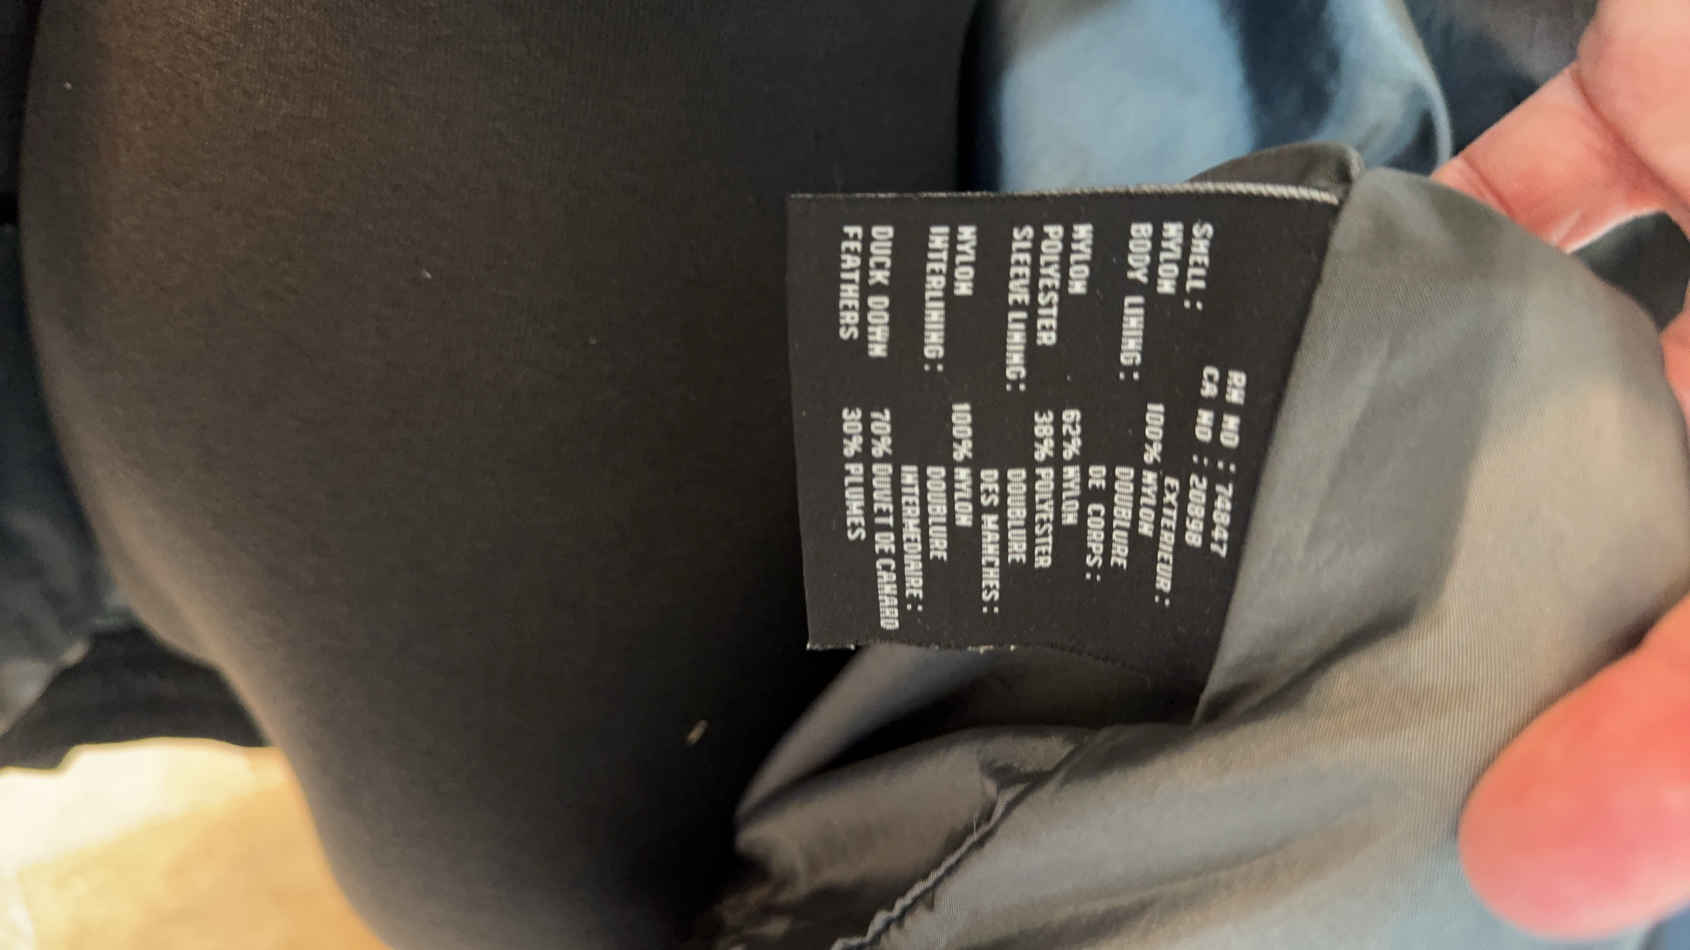 RN NO : 74847
CA NO : 20898
SHELL : EXTERIEUR :
NYLON 100% NYLON
BODY LINING : DOUBLURE
DE CORPS :
NYLON 62% NYLON
POLYESTER 38% POLYESTER
SLEEVE LINING : DOUBLURE
DES MANCHES :
NYLON 100% NYLON
INTERLINING : DOUBLURE
INTERMEDIAIRE :
DUCK DOWN 70% DUVET DE CANARD
FEATHERS 30% PLUMES